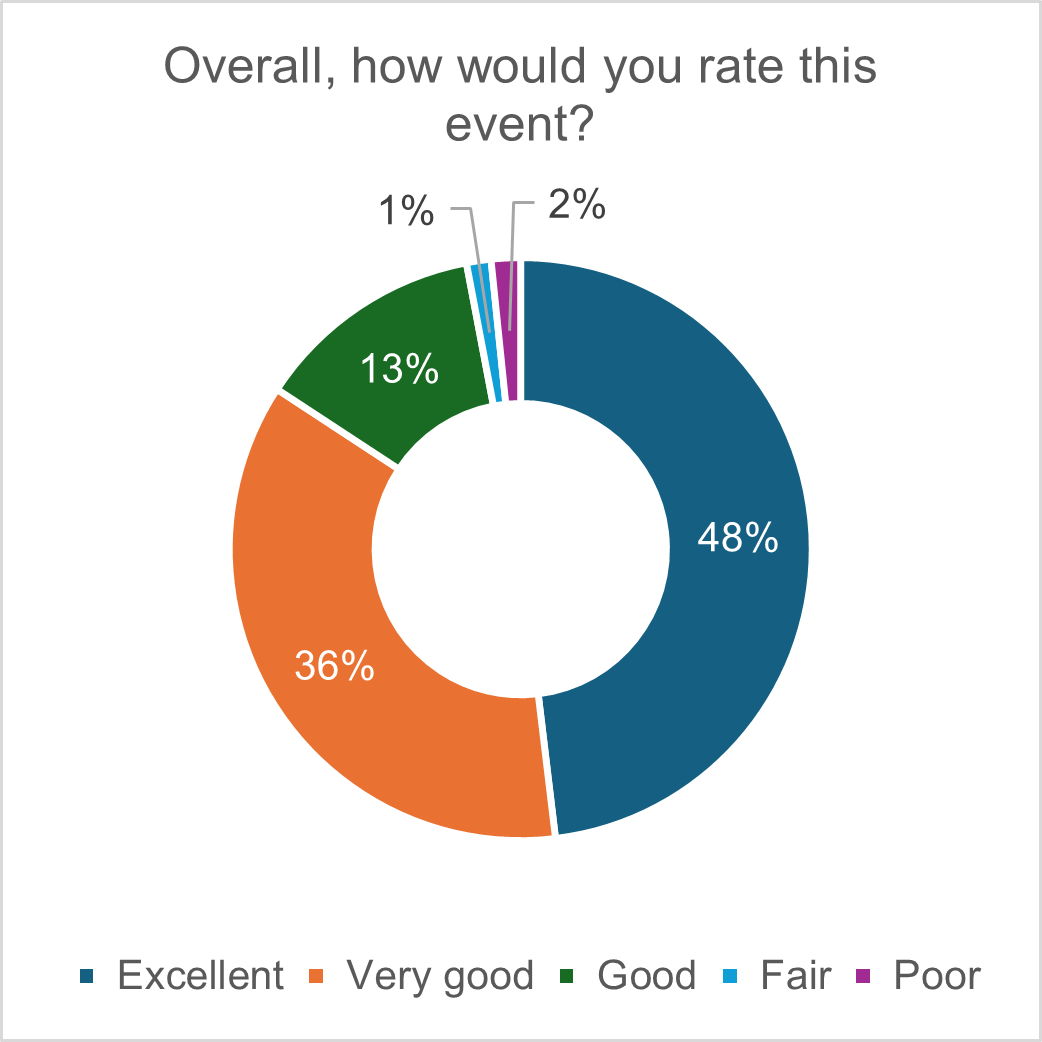 Overall, how would you rate this
event?
1%
2%
13%
48%
36%
Excellent Very good Good Fair Poor